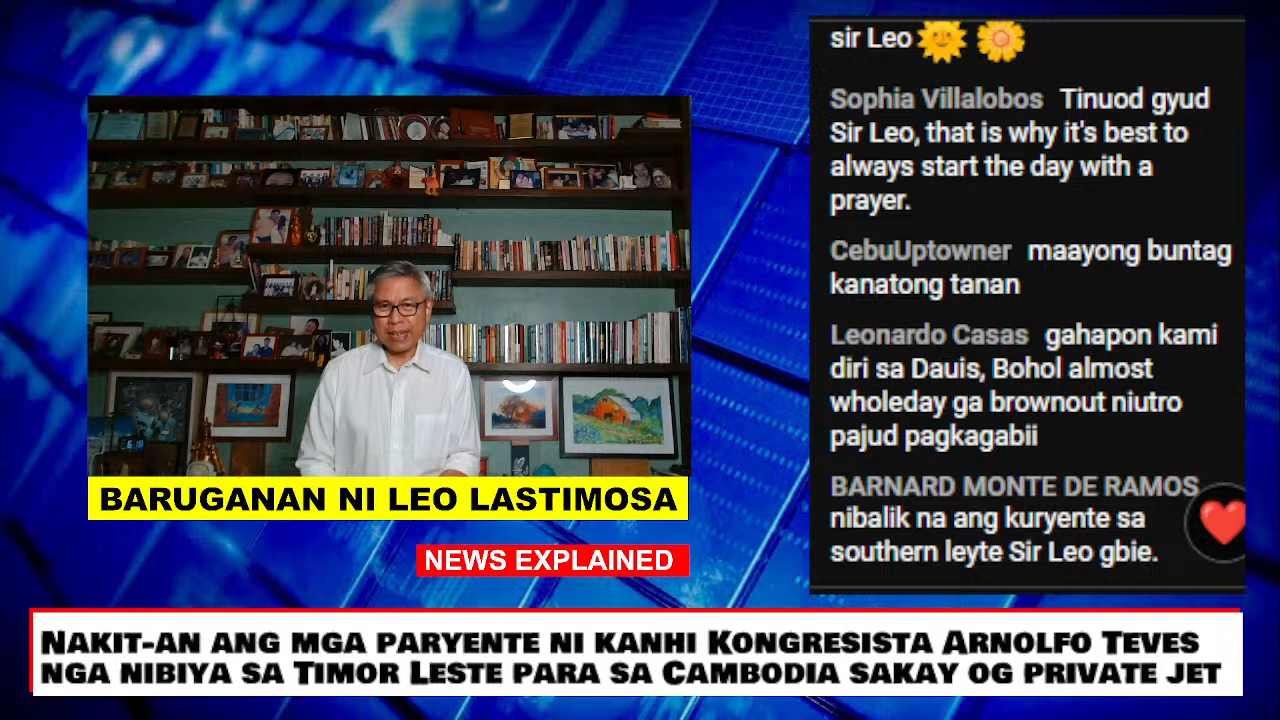 BARUGANAN NI LEO LASTIMOSA
NEWS EXPLAINED
NAKIT-AN ANG MGA PARYENTE NI KANHI KONGRESISTA ARNOLFO TEVES
NGA NIBIYA SA TIMOR LESTE PARA SA CAMBODIA SAKAY OG PRIVATE JET
sir Leo🌞 🌼
Sophia Villalobos Tinuod gyud
Sir Leo, that is why it's best to
always start the day with a
prayer.
CebuUptowner maayong buntag
kanatong tanan
Leonardo Casas gahapon kami
diri sa Dauis, Bohol almost
wholeday ga brownout niutro
pajud pagkagabii
BARNARD MONTE DE RAMOS
nibalik na ang kuryente sa
southern leyte Sir Leo gbie.